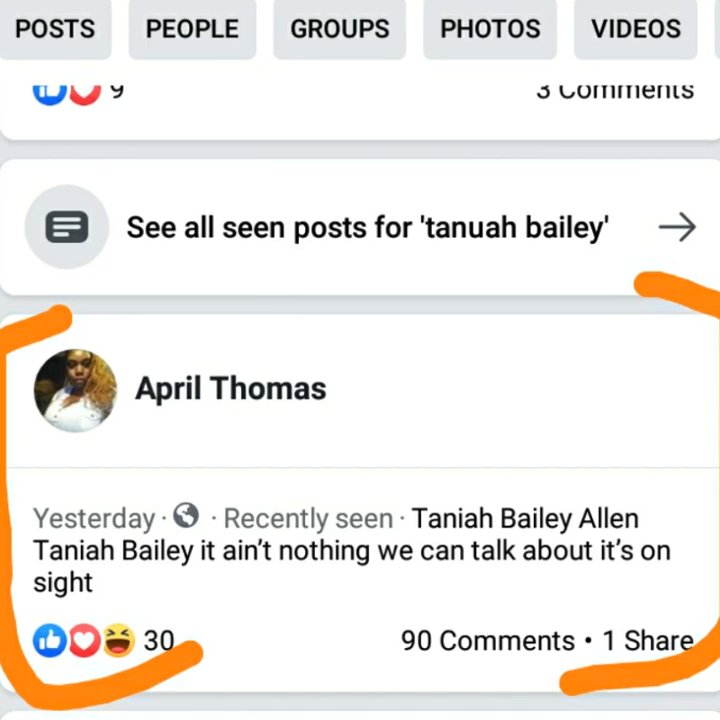 POSTS PEOPLE GROUPS PHOTOS VIDEOS
9 3 Comments
See all seen posts for 'tanuah bailey'
April Thomas
Yesterday · · Recently seen · Taniah Bailey Allen
Taniah Bailey it ain't nothing we can talk about it's on
sight
30 90 Comments • 1 Share